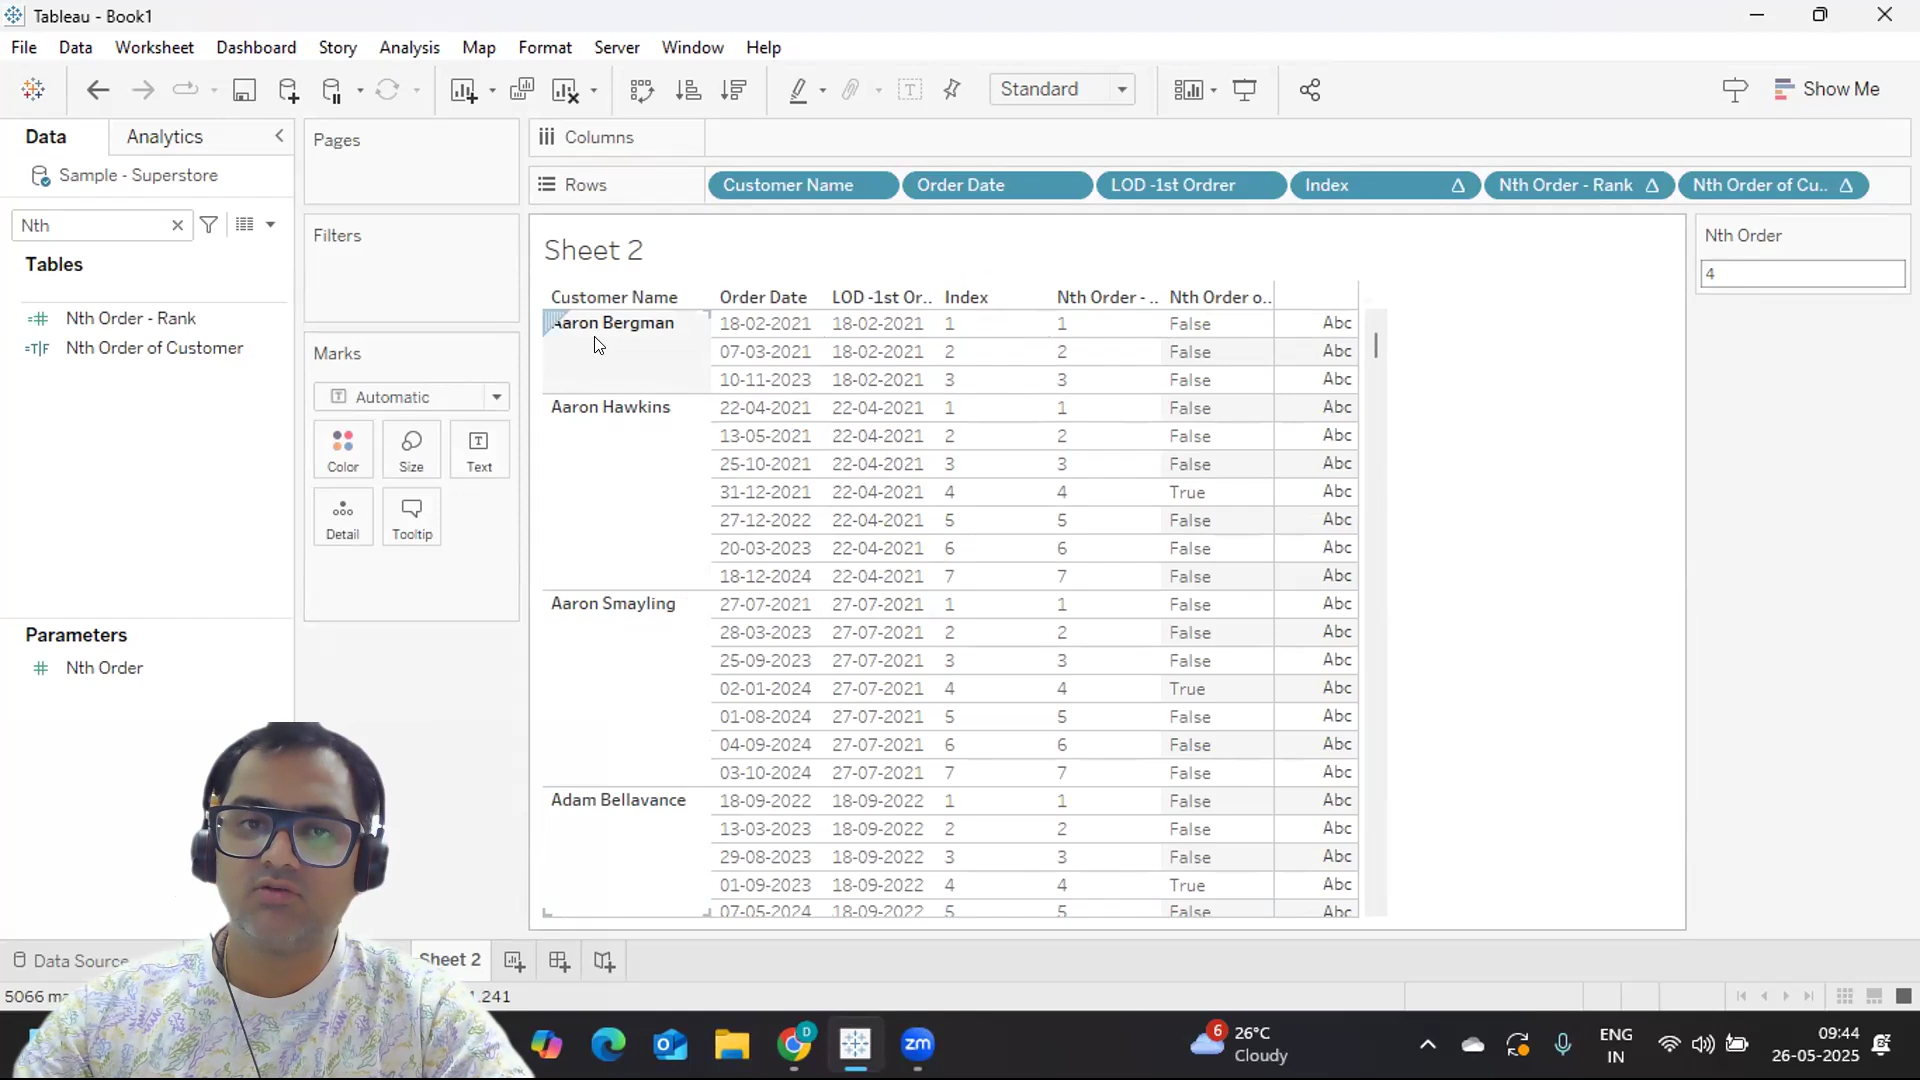 Tableau - Book1
File Data Worksheet Dashboard Story Analysis Map Format Server Window Help
Standard
Show Me
Data Analytics
Sample - Superstore
Nth
Tables
Nth Order - Rank
=T|F Nth Order of Customer
Parameters
Nth Order
Pages
Filters
Marks
Automatic
Color Size Text
Detail Tooltip
Columns
Rows Customer Name Order Date LOD -1st Ordrer Index Nth Order - Rank Nth Order of Cu..
Sheet 2
Nth Order
4
Customer Name Order Date LOD -1st Or.. Index Nth Order - .. Nth Order o..
Aaron Bergman 18-02-2021 18-02-2021 1 1 False Abc
07-03-2021 18-02-2021 2 2 False Abc
10-11-2023 18-02-2021 3 3 False Abc
Aaron Hawkins 22-04-2021 22-04-2021 1 1 False Abc
13-05-2021 22-04-2021 2 2 False Abc
25-10-2021 22-04-2021 3 3 False Abc
31-12-2021 22-04-2021 4 4 True Abc
27-12-2022 22-04-2021 5 5 False Abc
20-03-2023 22-04-2021 6 6 False Abc
18-12-2024 22-04-2021 7 7 False Abc
Aaron Smayling 27-07-2021 27-07-2021 1 1 False Abc
28-03-2023 27-07-2021 2 2 False Abc
25-09-2023 27-07-2021 3 3 False Abc
02-01-2024 27-07-2021 4 4 True Abc
01-08-2024 27-07-2021 5 5 False Abc
04-09-2024 27-07-2021 6 6 False Abc
03-10-2024 27-07-2021 7 7 False Abc
Adam Bellavance 18-09-2022 18-09-2022 1 1 False Abc
13-03-2023 18-09-2022 2 2 False Abc
29-08-2023 18-09-2022 3 3 False Abc
01-09-2023 18-09-2022 4 4 True Abc
07-05-2024 18-09-2022 5 5 False Abc
Data Source Sheet 2
5066 .241
D zm
6 26°C
Cloudy
ENG
IN
09:44
26-05-2025